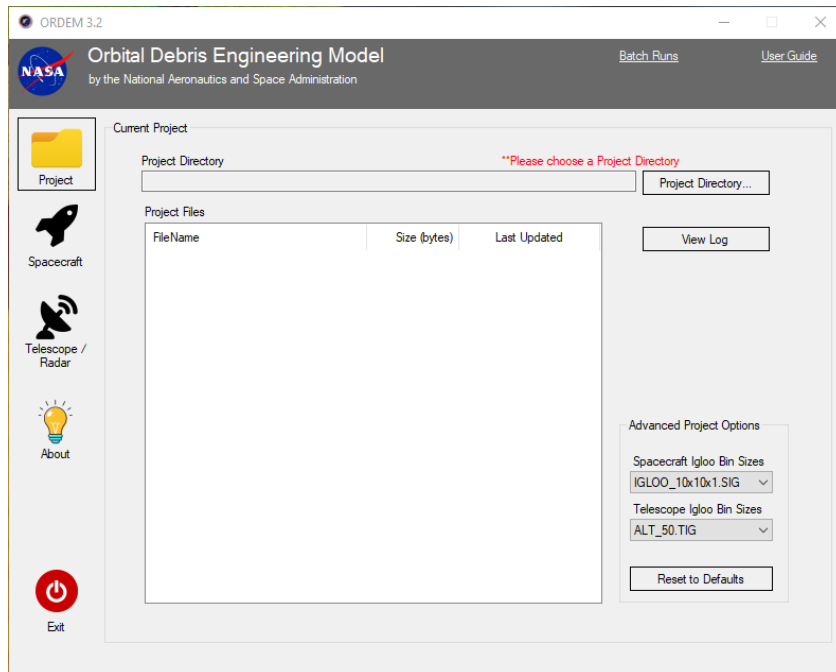 ORDEM 3.2
NASA
Orbital Debris Engineering Model
by the National Aeronautics and Space Administration
Batch Runs
User Guide
Project
Spacecraft
Telescope /
Radar
About
Exit
Current Project
Project Directory
**Please choose a Project Directory
Project Directory...
Project Files
FileName Size (bytes) Last Updated
View Log
Advanced Project Options
Spacecraft Igloo Bin Sizes
IGLOO_10x10x1.SIG
Telescope Igloo Bin Sizes
ALT_50.TIG
Reset to Defaults